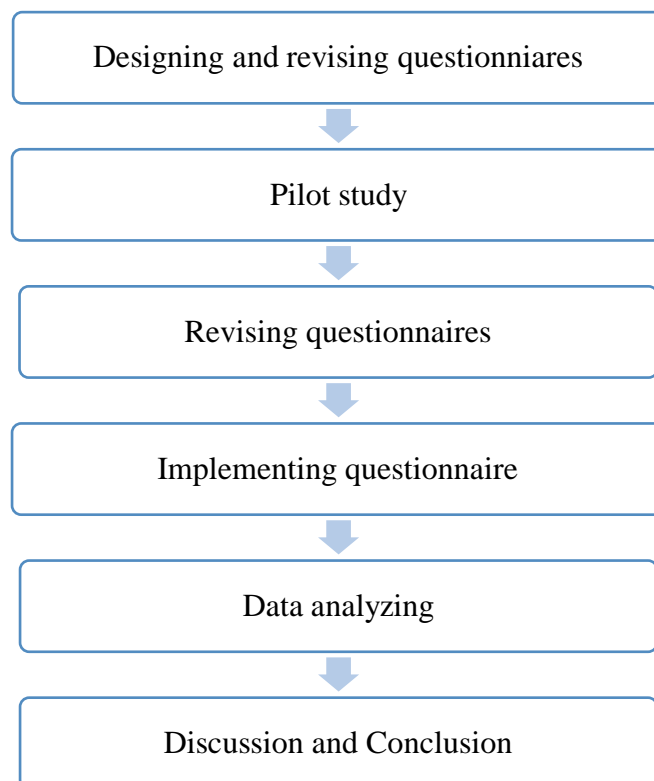 Designing and revising questionniares
Pilot study
Revising questionnaires
Implementing questionnaire
Data analyzing
Discussion and Conclusion